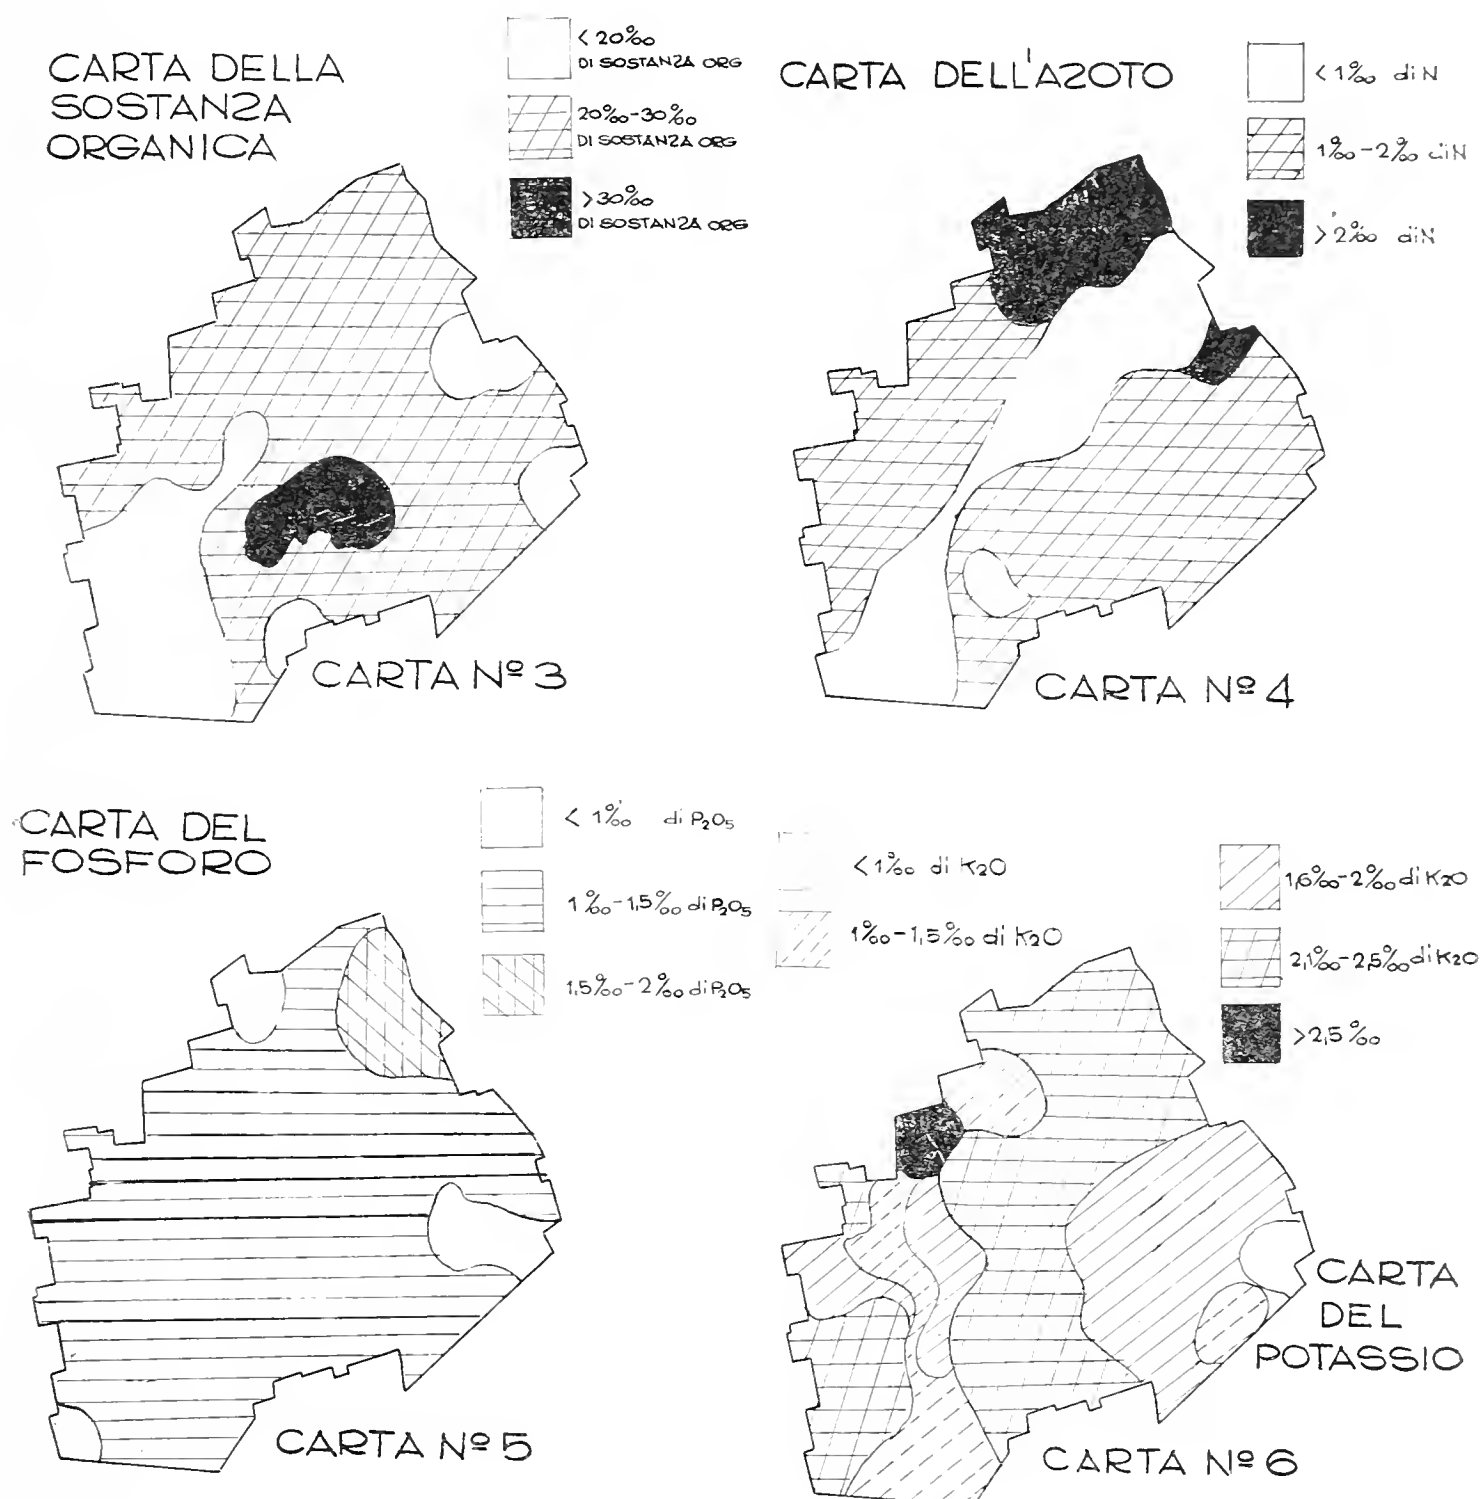 CARTA DELLA
SOSTANZA
ORGANICA
< 20‰
DI SOSTANZA ORG
20‰-30‰
DI SOSTANZA ORG
>30‰
DI SOSTANZA ORG
CARTA Nº 3
CARTA DELL'AZOTO
< 1‰ di N
1‰-2‰ di N
>2‰ di N
CARTA Nº 4
CARTA DEL
FOSFORO
< 1‰ di P₂O₅
1‰-1,5‰ di P₂O₅
1,5‰-2‰ di P₂O₅
CARTA Nº 5
<1‰ di K₂O
1‰-1,5‰ di K₂O
1,6‰-2‰ di K₂O
2,1‰-2,5‰ di K₂O
>2,5‰
CARTA
DEL
POTASSIO
CARTA Nº 6